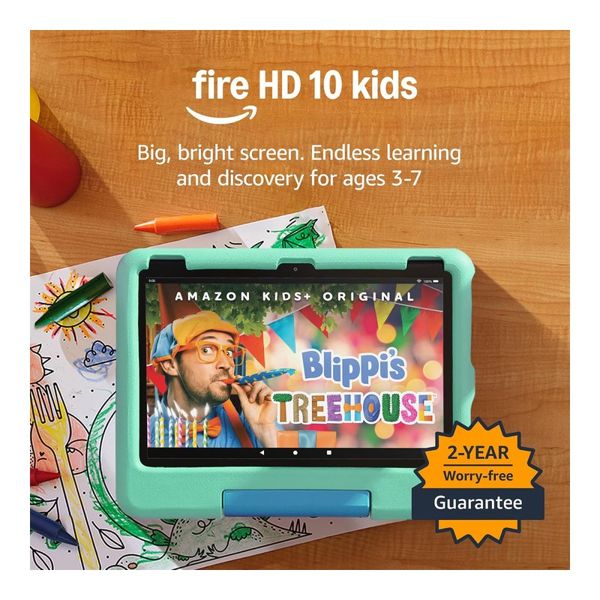 fire HD 10 kids
Big, bright screen. Endless learning
and discovery for ages 3-7
100%
AMAZON KIDS+ ORIGINAL
Blippi's
TREEHOUSE
2-YEAR
Worry-free
Guarantee